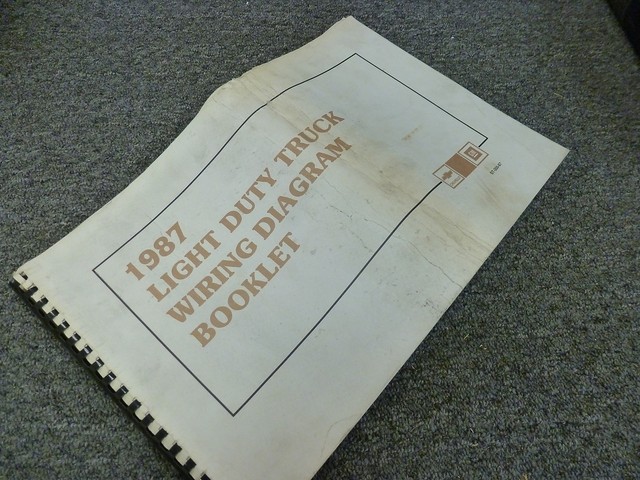 1987
LIGHT DUTY TRUCK
WIRING DIAGRAM
BOOKLET